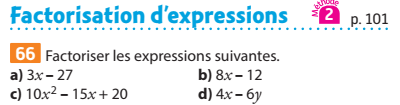 Factorisation d'expressions Méthode 2 p. 101
66 Factoriser les expressions suivantes.
a) 3x – 27 b) 8x – 12
c) 10x² – 15x + 20 d) 4x – 6y